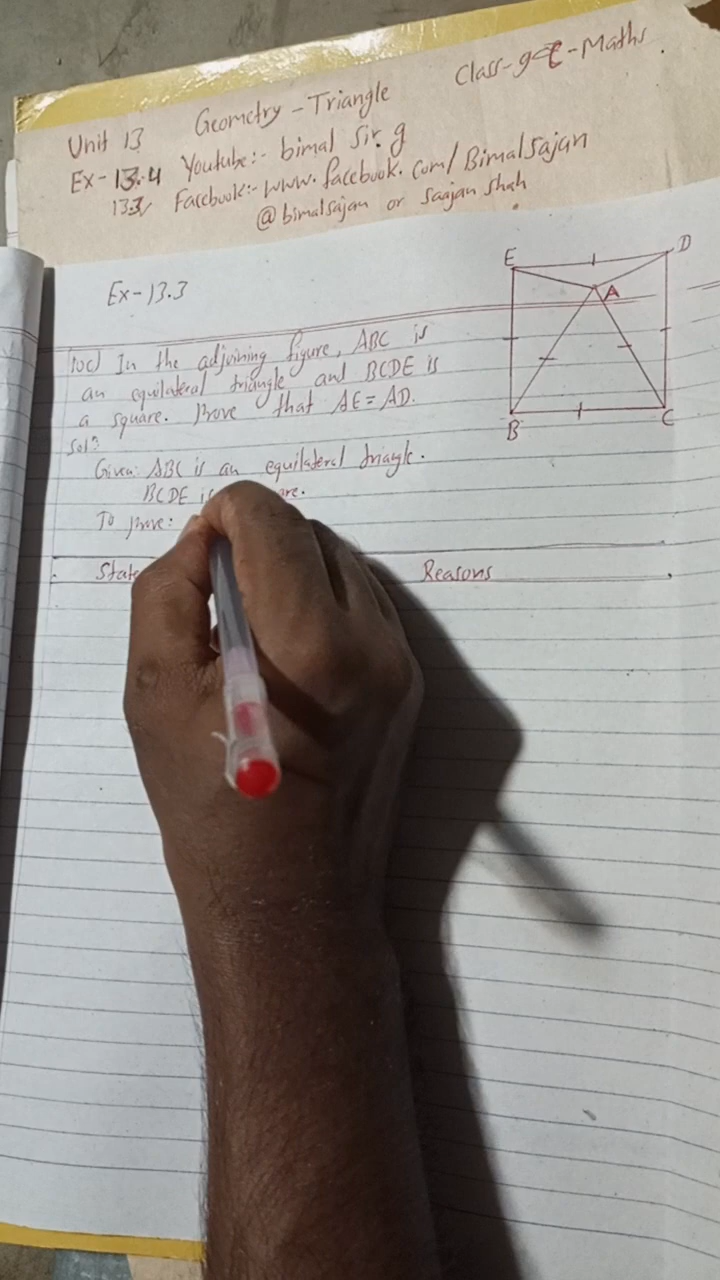 Class-9 - Maths
Unit 13 Geometry - Triangle
Ex- 13.4 Youtube:- bimal Sir g
13.3 Facebook:- www.facebook.com/Bimalsajan
@bimalsajan or Saajan Shah
Ex-13.3
10c) In the adjoining figure, ABC is
an equilateral triangle and BCDE is
a square. Prove that AE = AD.
Sol:
Given: ABC is an equilateral triangle.
BCDE is
To prove:
Reasons
E
D
A
B
C